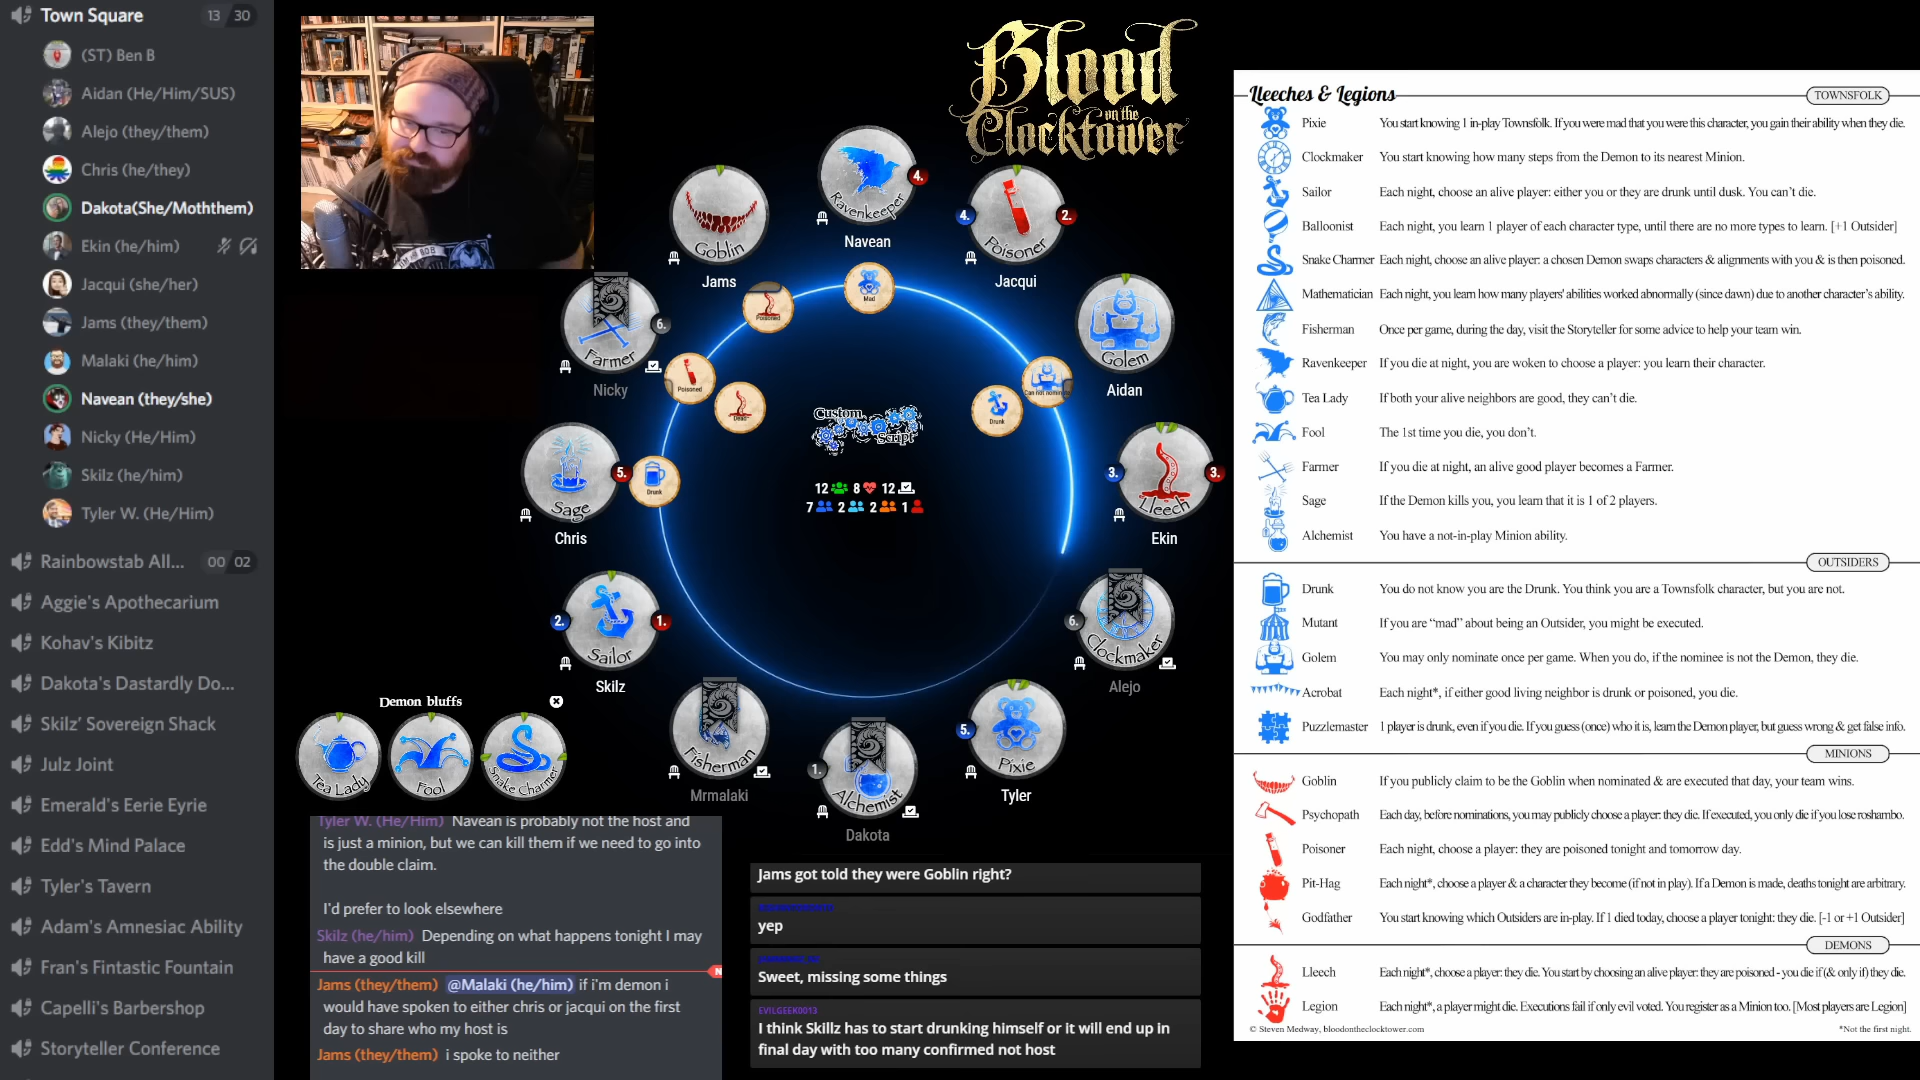 Town Square 13 30
(ST) Ben B
Aidan (He/Him/SUS)
Alejo (they/them)
Chris (he/they)
Dakota(She/Moththem)
Ekin (he/him)
Jacqui (she/her)
Jams (they/them)
Malaki (he/him)
Navean (they/she)
Nicky (He/Him)
Skilz (he/him)
Tyler W. (He/Him)
Rainbowstab All... 00 02
Aggie's Apothecarium
Kohav's Kibitz
Dakota's Dastardly Do...
Skilz' Sovereign Shack
Julz Joint
Emerald's Eerie Eyrie
Edd's Mind Palace
Tyler's Tavern
Adam's Amnesiac Ability
Fran's Fintastic Fountain
Capelli's Barbershop
Storyteller Conference
Blood
on the
Clocktower
Ravenkeeper
4.
Navean
Goblin
Jams
4.
Poisoner
2.
Jacqui
Farmer
6.
Nicky
Golem
Aidan
Poisoned
Mad
Poisoned
Dead
Drunk
Can not nominate
Custom
Script
Sage
5.
Drunk
Chris
3.
Lleech
3.
Ekin
12 8 12
7 2 2 1
2.
Sailor
1.
Skilz
6.
Clockmaker
Alejo
Fisherman
Mrmalaki
1.
Alchemist
Dakota
5.
Pixie
Tyler
Demon bluffs
Tea Lady
Fool
Snake Charmer
Tyler W. (He/Him) Navean is probably not the host and
is just a minion, but we can kill them if we need to go into
the double claim.
I'd prefer to look elsewhere
Skilz (he/him) Depending on what happens tonight I may
have a good kill
Jams (they/them) @Malaki (he/him) if i'm demon i
would have spoken to either chris or jacqui on the first
day to share who my host is
Jams (they/them) i spoke to neither
Jams got told they were Goblin right?
yep
Sweet, missing some things
EVILGEEK0013
I think Skillz has to start drunking himself or it will end up in
final day with too many confirmed not host
Lleeches & Legions
TOWNSFOLK
Pixie You start knowing 1 in-play Townsfolk. If you were mad that you were this character, you gain their ability when they die.
Clockmaker You start knowing how many steps from the Demon to its nearest Minion.
Sailor Each night, choose an alive player: either you or they are drunk until dusk. You can't die.
Balloonist Each night, you learn 1 player of each character type, until there are no more types to learn. [+1 Outsider]
Snake Charmer Each night, choose an alive player: a chosen Demon swaps characters & alignments with you & is then poisoned.
Mathematician Each night, you learn how many players' abilities worked abnormally (since dawn) due to another character's ability.
Fisherman Once per game, during the day, visit the Storyteller for some advice to help your team win.
Ravenkeeper If you die at night, you are woken to choose a player: you learn their character.
Tea Lady If both your alive neighbors are good, they can't die.
Fool The 1st time you die, you don't.
Farmer If you die at night, an alive good player becomes a Farmer.
Sage If the Demon kills you, you learn that it is 1 of 2 players.
Alchemist You have a not-in-play Minion ability.
OUTSIDERS
Drunk You do not know you are the Drunk. You think you are a Townsfolk character, but you are not.
Mutant If you are “mad” about being an Outsider, you might be executed.
Golem You may only nominate once per game. When you do, if the nominee is not the Demon, they die.
Acrobat Each night*, if either good living neighbor is drunk or poisoned, you die.
Puzzlemaster 1 player is drunk, even if you die. If you guess (once) who it is, learn the Demon player, but guess wrong & get false info.
MINIONS
Goblin If you publicly claim to be the Goblin when nominated & are executed that day, your team wins.
Psychopath Each day, before nominations, you may publicly choose a player: they die. If executed, you only die if you lose roshambo.
Poisoner Each night, choose a player: they are poisoned tonight and tomorrow day.
Pit-Hag Each night*, choose a player & a character they become (if not in play). If a Demon is made, deaths tonight are arbitrary.
Godfather You start knowing which Outsiders are in-play. If 1 died today, choose a player tonight: they die. [-1 or +1 Outsider]
DEMONS
Lleech Each night*, choose a player: they die. You start by choosing an alive player: they are poisoned - you die if (& only if) they die.
Legion Each night*, a player might die. Executions fail if only evil voted. You register as a Minion too. [Most players are Legion]
© Steven Medway, bloodontheclocktower.com *Not the first night.